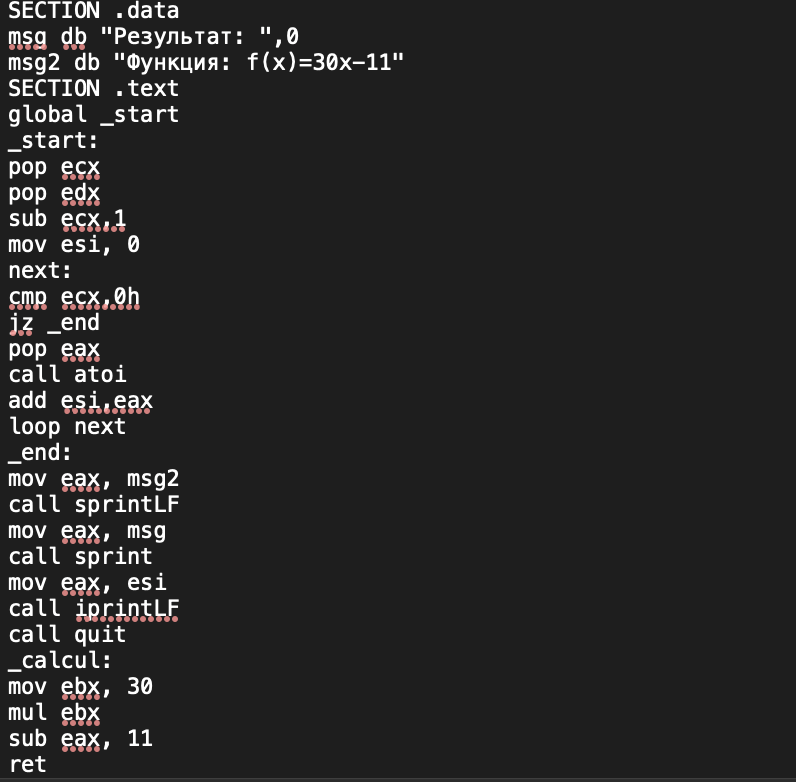 SECTION .data
msg db "Результат: ",0
msg2 db "Функция: f(x)=30x-11"
SECTION .text
global _start
_start:
pop ecx
pop edx
sub ecx,1
mov esi, 0
next:
cmp ecx,0h
jz _end
pop eax
call atoi
add esi,eax
loop next
_end:
mov eax, msg2
call sprintLF
mov eax, msg
call sprint
mov eax, esi
call iprintLF
call quit
_calcul:
mov ebx, 30
mul ebx
sub eax, 11
ret